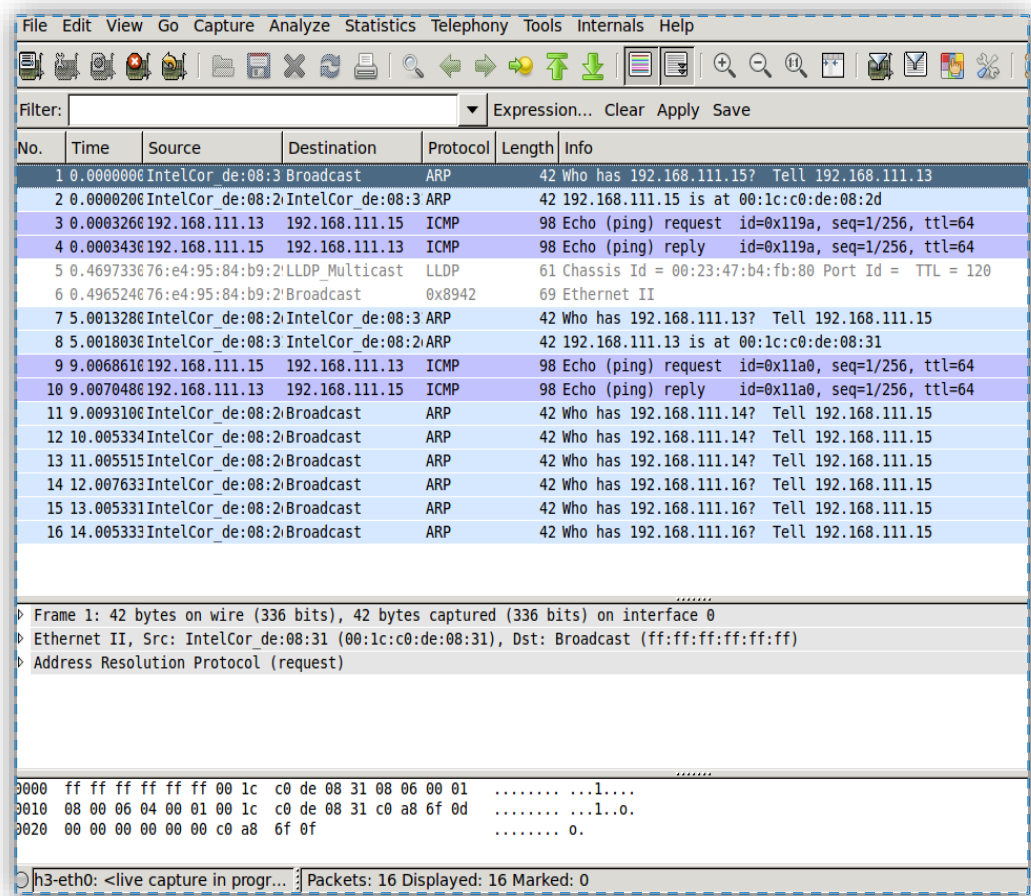 File Edit View Go Capture Analyze Statistics Telephony Tools Internals Help
Filter: Expression... Clear Apply Save
No. Time Source Destination Protocol Length Info
1 0.0000000 IntelCor_de:08:3 Broadcast ARP 42 Who has 192.168.111.15? Tell 192.168.111.13
2 0.0000200 IntelCor_de:08:2 IntelCor_de:08:3 ARP 42 192.168.111.15 is at 00:1c:c0:de:08:2d
3 0.0003260 192.168.111.13 192.168.111.15 ICMP 98 Echo (ping) request id=0x119a, seq=1/256, ttl=64
4 0.0003430 192.168.111.15 192.168.111.13 ICMP 98 Echo (ping) reply id=0x119a, seq=1/256, ttl=64
5 0.4697330 76:e4:95:84:b9:2 LLDP_Multicast LLDP 61 Chassis Id = 00:23:47:b4:fb:80 Port Id = TTL = 120
6 0.4965240 76:e4:95:84:b9:2 Broadcast 0x8942 69 Ethernet II
7 5.0013280 IntelCor_de:08:2 IntelCor_de:08:3 ARP 42 Who has 192.168.111.13? Tell 192.168.111.15
8 5.0018030 IntelCor_de:08:3 IntelCor_de:08:2 ARP 42 192.168.111.13 is at 00:1c:c0:de:08:31
9 9.0068610 192.168.111.15 192.168.111.13 ICMP 98 Echo (ping) request id=0x11a0, seq=1/256, ttl=64
10 9.0070480 192.168.111.13 192.168.111.15 ICMP 98 Echo (ping) reply id=0x11a0, seq=1/256, ttl=64
11 9.0093100 IntelCor_de:08:2 Broadcast ARP 42 Who has 192.168.111.14? Tell 192.168.111.15
12 10.005334 IntelCor_de:08:2 Broadcast ARP 42 Who has 192.168.111.14? Tell 192.168.111.15
13 11.005515 IntelCor_de:08:2 Broadcast ARP 42 Who has 192.168.111.14? Tell 192.168.111.15
14 12.007633 IntelCor_de:08:2 Broadcast ARP 42 Who has 192.168.111.16? Tell 192.168.111.15
15 13.005331 IntelCor_de:08:2 Broadcast ARP 42 Who has 192.168.111.16? Tell 192.168.111.15
16 14.005333 IntelCor_de:08:2 Broadcast ARP 42 Who has 192.168.111.16? Tell 192.168.111.15
Frame 1: 42 bytes on wire (336 bits), 42 bytes captured (336 bits) on interface 0
Ethernet II, Src: IntelCor_de:08:31 (00:1c:c0:de:08:31), Dst: Broadcast (ff:ff:ff:ff:ff:ff)
Address Resolution Protocol (request)
0000 ff ff ff ff ff ff 00 1c c0 de 08 31 08 06 00 01 ........ ...1....
0010 08 00 06 04 00 01 00 1c c0 de 08 31 c0 a8 6f 0d ........ ...1..o.
0020 00 00 00 00 00 00 c0 a8 6f 0f ........ o.
h3-eth0: <live capture in progr... Packets: 16 Displayed: 16 Marked: 0